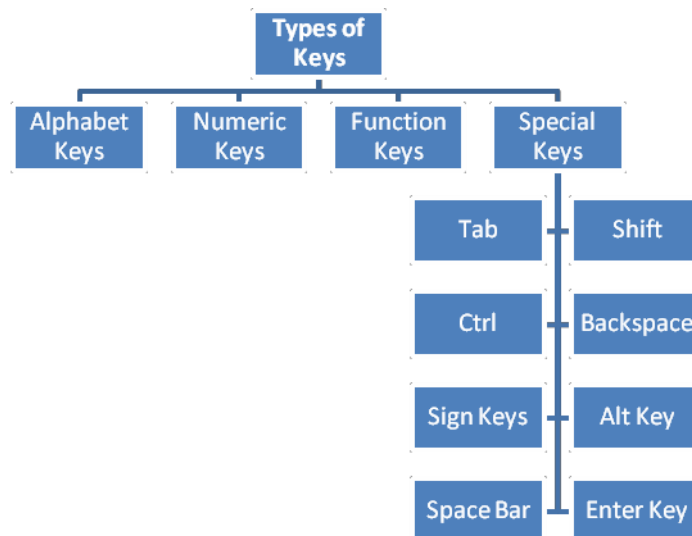 Types of
Keys
Alphabet
Keys
Numeric
Keys
Function
Keys
Special
Keys
Tab
Shift
Ctrl
Backspace
Sign Keys
Alt Key
Space Bar
Enter Key